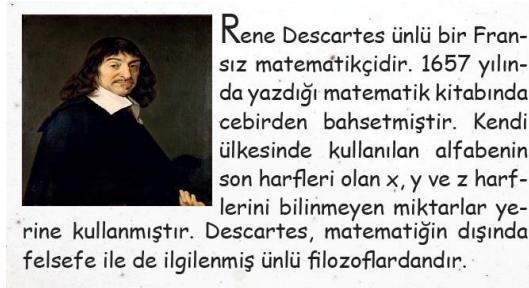 Rene Descartes ünlü bir Fran-
sız matematikçidir. 1657 yılın-
da yazdığı matematik kitabında
cebirden bahsetmiştir. Kendi
ülkesinde kullanılan alfabenin
son harfleri olan x, y ve z harf-
lerini bilinmeyen miktarlar ye-
rine kullanmıştır. Descartes, matematiğin dışında
felsefe ile de ilgilenmiş ünlü filozoflardandır.